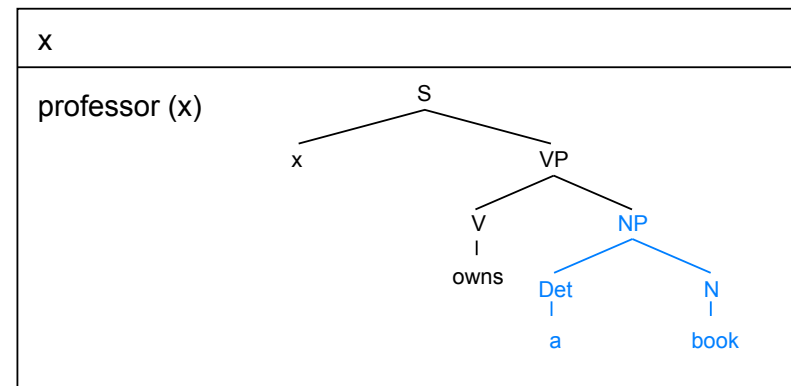 x
professor (x)
S
x VP
V NP
owns
Det N
a book